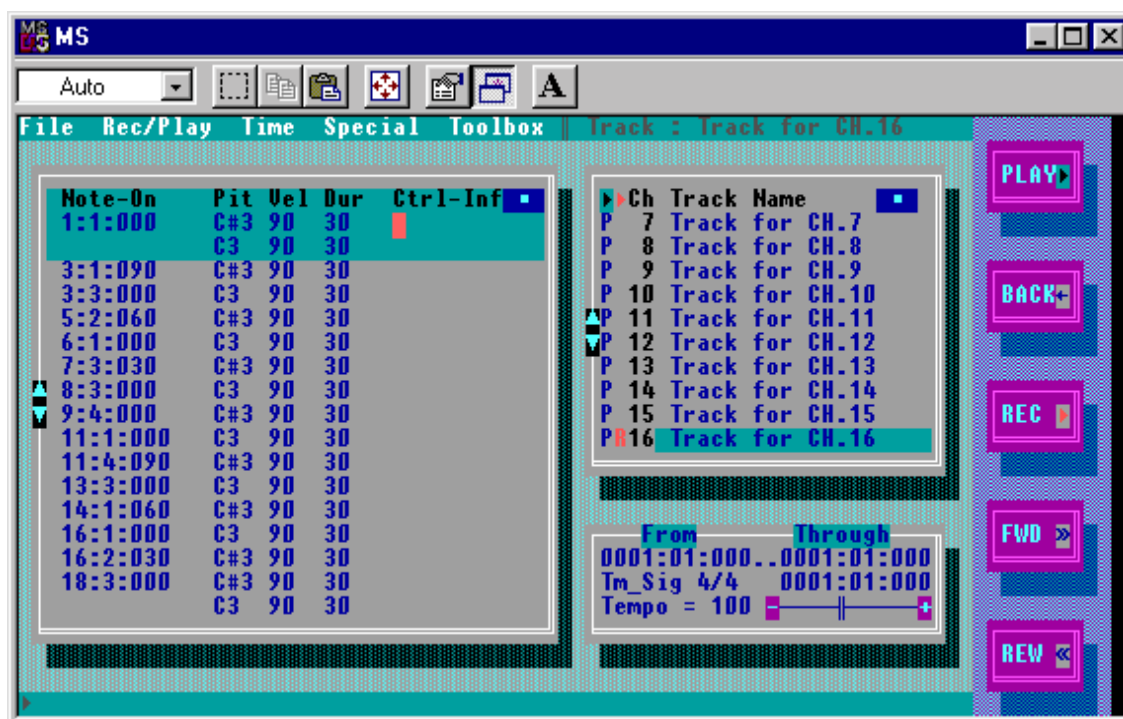 MS
Auto
A
File Rec/Play Time Special Toolbox Track : Track for CH.16
Note-On Pit Vel Dur Ctrl-Inf
1:1:000 C#3 90 30
C3 90 30
3:1:090 C#3 90 30
3:3:000 C3 90 30
5:2:060 C#3 90 30
6:1:000 C3 90 30
7:3:030 C#3 90 30
8:3:000 C3 90 30
9:4:000 C#3 90 30
11:1:000 C3 90 30
11:4:090 C#3 90 30
13:3:000 C3 90 30
14:1:060 C#3 90 30
16:1:000 C3 90 30
16:2:030 C#3 90 30
18:3:000 C#3 90 30
C3 90 30
Ch Track Name
P 7 Track for CH.7
P 8 Track for CH.8
P 9 Track for CH.9
P 10 Track for CH.10
P 11 Track for CH.11
P 12 Track for CH.12
P 13 Track for CH.13
P 14 Track for CH.14
P 15 Track for CH.15
PR16 Track for CH.16
From Through
0001:01:000..0001:01:000
Tm_Sig 4/4 0001:01:000
Tempo = 100 - +
PLAY
BACK
REC
FWD »
REW «